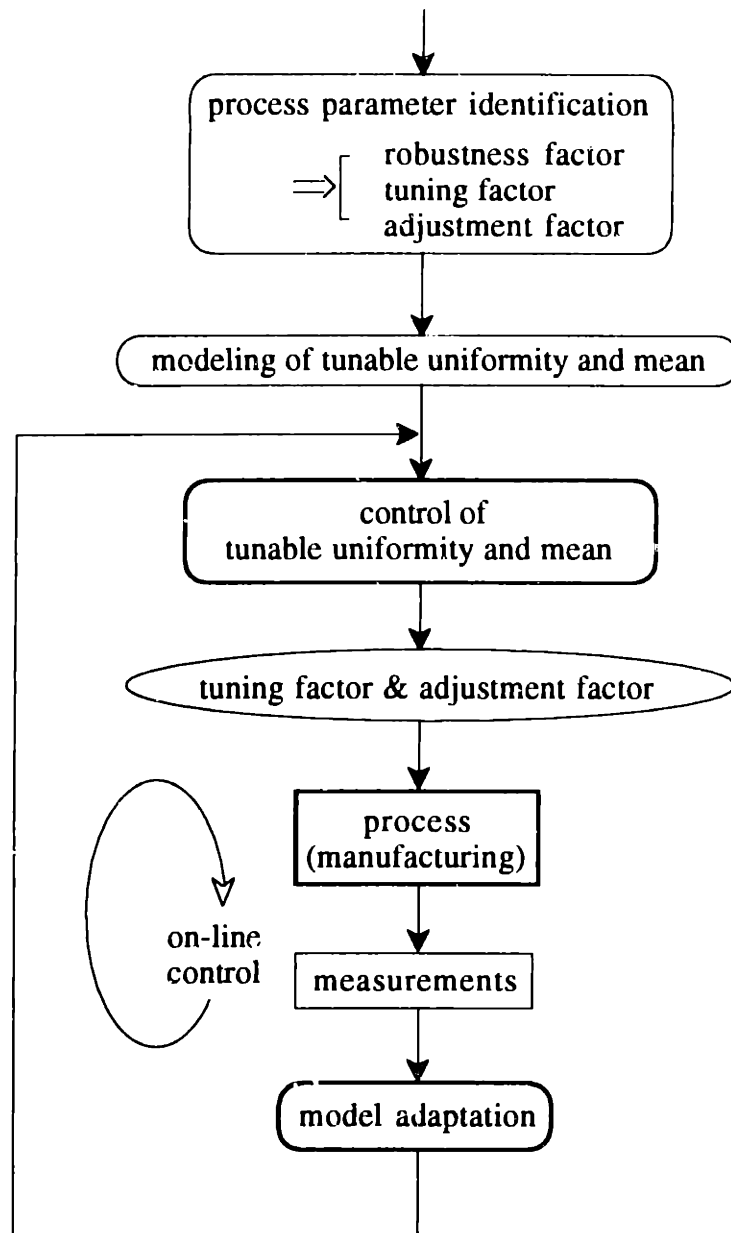 process parameter identification
robustness factor
tuning factor
adjustment factor
modeling of tunable uniformity and mean
control of
tunable uniformity and mean
tuning factor & adjustment factor
process
(manufacturing)
on-line
control
measurements
model adaptation